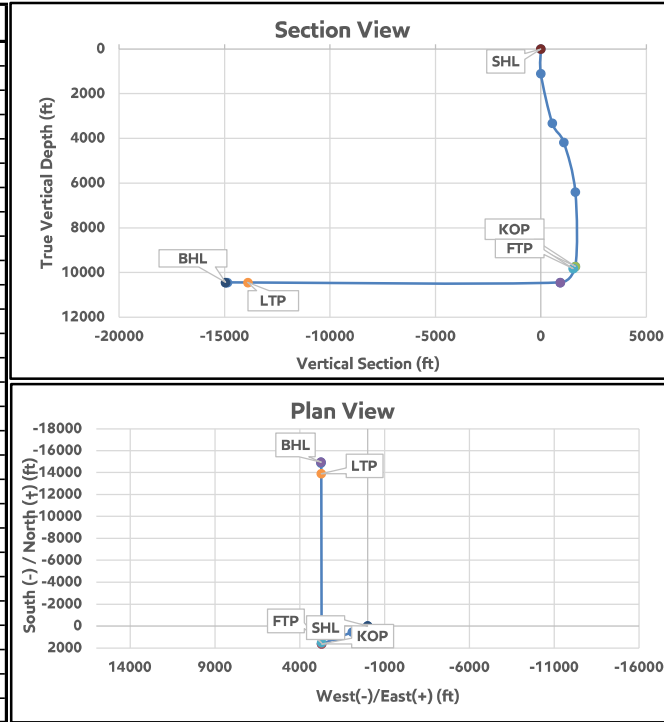 Section View
0
2000
4000
6000
8000
10000
12000
True Vertical Depth (ft)
SHL
KOP
FTP
BHL
LTP
-20000 -15000 -10000 -5000 0 5000
Vertical Section (ft)
Plan View
-18000
-16000
-14000
-12000
-10000
-8000
-6000
-4000
-2000
0
2000
South (-) / North (+) (ft)
BHL
LTP
FTP
SHL
KOP
14000 9000 4000 -1000 -6000 -11000 -16000
West(-)/East(+) (ft)